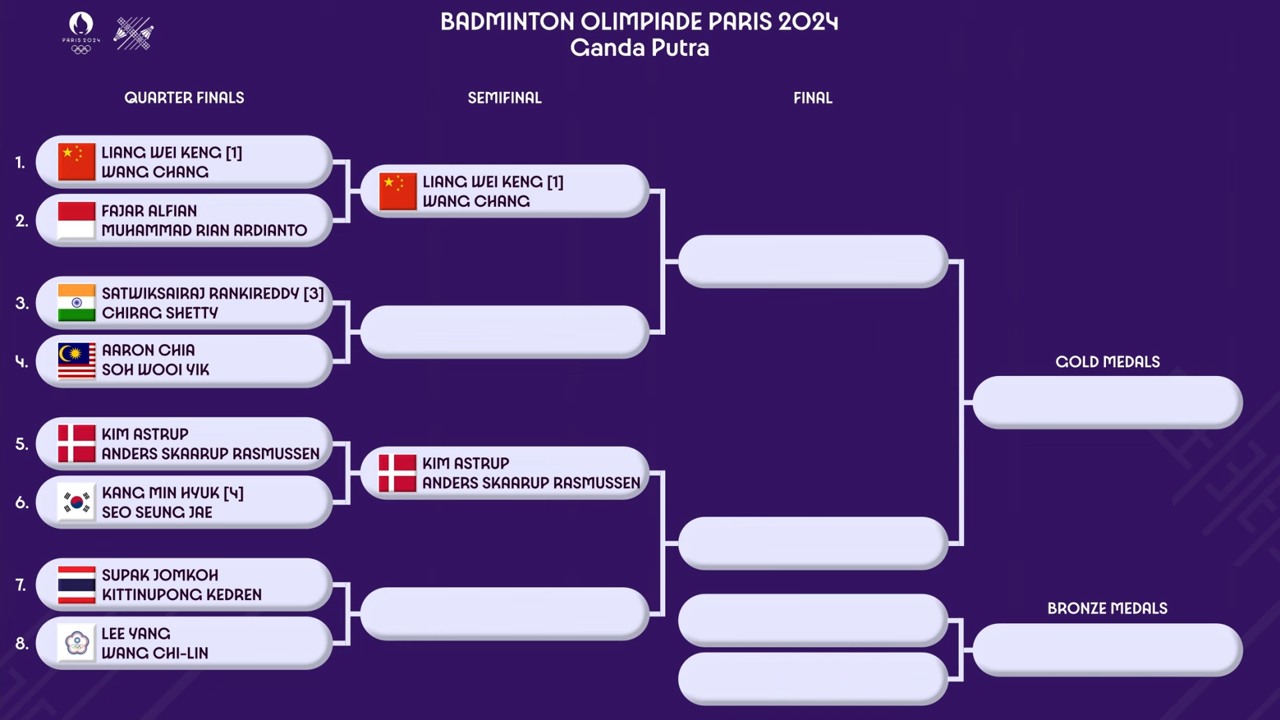 PARIS 2024
BADMINTON OLIMPIADE PARIS 2024
Ganda Putra
QUARTER FINALS
SEMIFINAL
FINAL
1.
LIANG WEI KENG [1]
WANG CHANG
2.
FAJAR ALFIAN
MUHAMMAD RIAN ARDIANTO
3.
SATWIKSAIRAJ RANKIREDDY [3]
CHIRAG SHETTY
4.
AARON CHIA
SOH WOOI YIK
5.
KIM ASTRUP
ANDERS SKAARUP RASMUSSEN
6.
KANG MIN HYUK [4]
SEO SEUNG JAE
7.
SUPAK JOMKOH
KITTINUPONG KEDREN
8.
LEE YANG
WANG CHI-LIN
LIANG WEI KENG [1]
WANG CHANG
KIM ASTRUP
ANDERS SKAARUP RASMUSSEN
GOLD MEDALS
BRONZE MEDALS